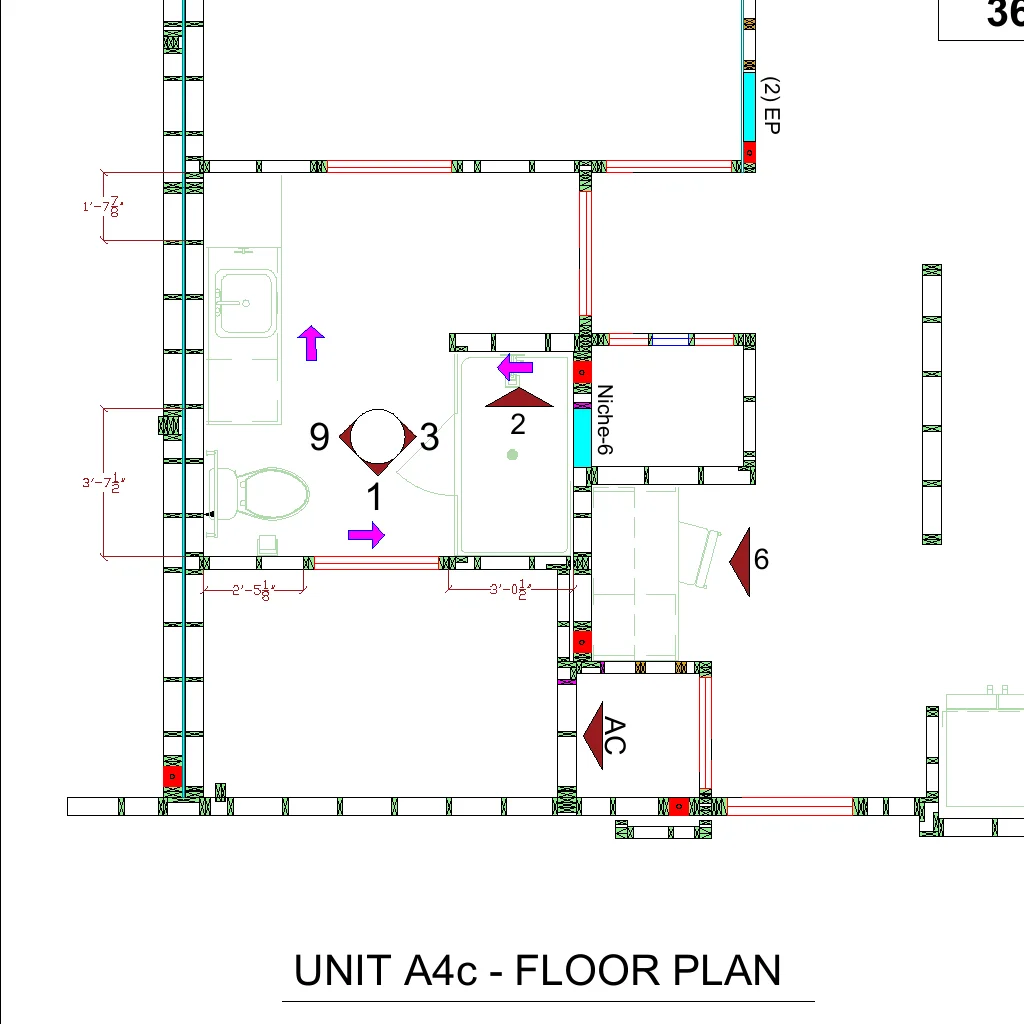 36
(2) EP
1'-7 7/8"
Niche-6
2
9
3
1
3'-7 1/2"
6
2'-5 1/8"
3'-0 1/2"
AC
UNIT A4c - FLOOR PLAN